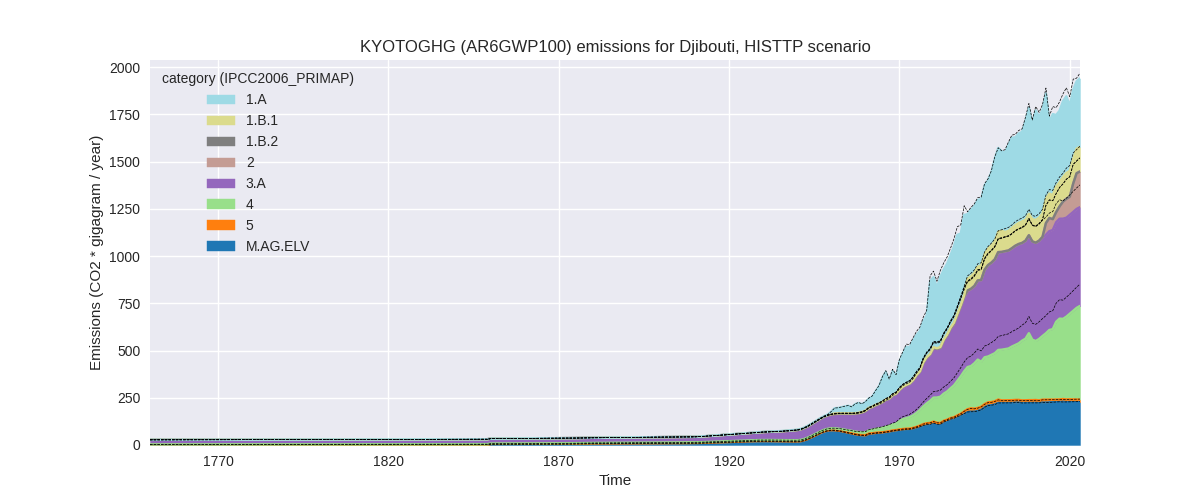 KYOTOGHG (AR6GWP100) emissions for Djibouti, HISTTP scenario
Emissions (CO2 * gigagram / year)
2000
1750
1500
1250
1000
750
500
250
0
category (IPCC2006_PRIMAP)
1.A
1.B.1
1.B.2
2
3.A
4
5
M.AG.ELV
1770
1820
1870
1920
1970
2020
Time